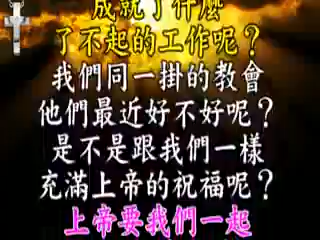 成就了什麼
了不起的工作呢？
我們同一掛的教會
他們最近好不好呢？
是不是跟我們一樣
充滿上帝的祝福呢？
上帝要我們一起